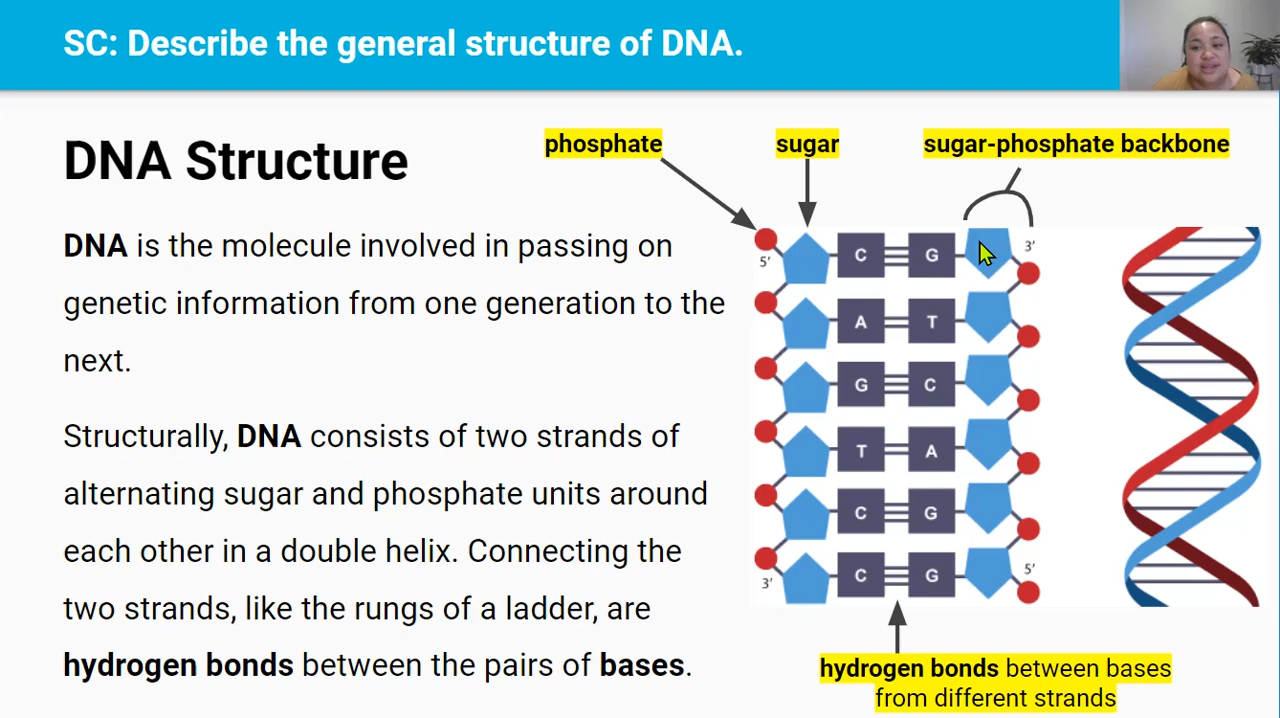 SC: Describe the general structure of DNA.
DNA Structure
DNA is the molecule involved in passing on
genetic information from one generation to the
next.
Structurally, DNA consists of two strands of
alternating sugar and phosphate units around
each other in a double helix. Connecting the
two strands, like the rungs of a ladder, are
hydrogen bonds between the pairs of bases.
phosphate
sugar
sugar-phosphate backbone
5′
C G
3′
A T
G C
T A
C G
3′
C G
5′
hydrogen bonds between bases
from different strands